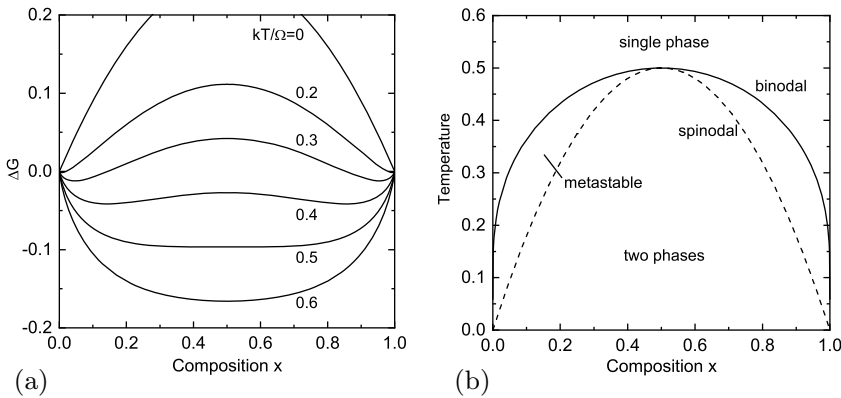 0.2
0.1
0.0
-0.1
-0.2
ΔG
kT/Ω=0
0.2
0.3
0.4
0.5
0.6
0.0 0.2 0.4 0.6 0.8 1.0
Composition x
(a)
0.6
0.5
0.4
0.3
0.2
0.1
0.0
Temperature
single phase
binodal
spinodal
metastable
two phases
0.0 0.2 0.4 0.6 0.8 1.0
Composition x
(b)